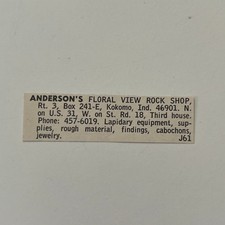 ANDERSON'S FLORAL VIEW ROCK SHOP,
Rt. 3, Box 241-E, Kokomo, Ind. 46901. N.
on U.S. 31, W. on St. Rd. 18, Third house.
Phone: 457-6019. Lapidary equipment, sup-
plies, rough material, findings, cabochons,
jewelry. J61